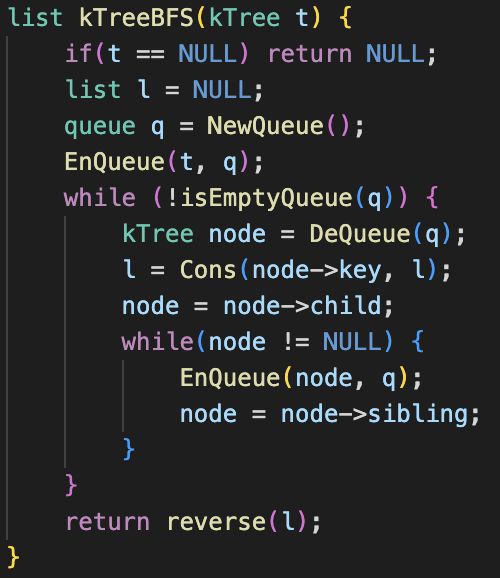 list kTreeBFS(kTree t) {
    if(t == NULL) return NULL;
    list l = NULL;
    queue q = NewQueue();
    EnQueue(t, q);
    while (!isEmptyQueue(q)) {
        kTree node = DeQueue(q);
        l = Cons(node->key, l);
        node = node->child;
        while(node != NULL) {
            EnQueue(node, q);
            node = node->sibling;
        }
    }
    return reverse(l);
}